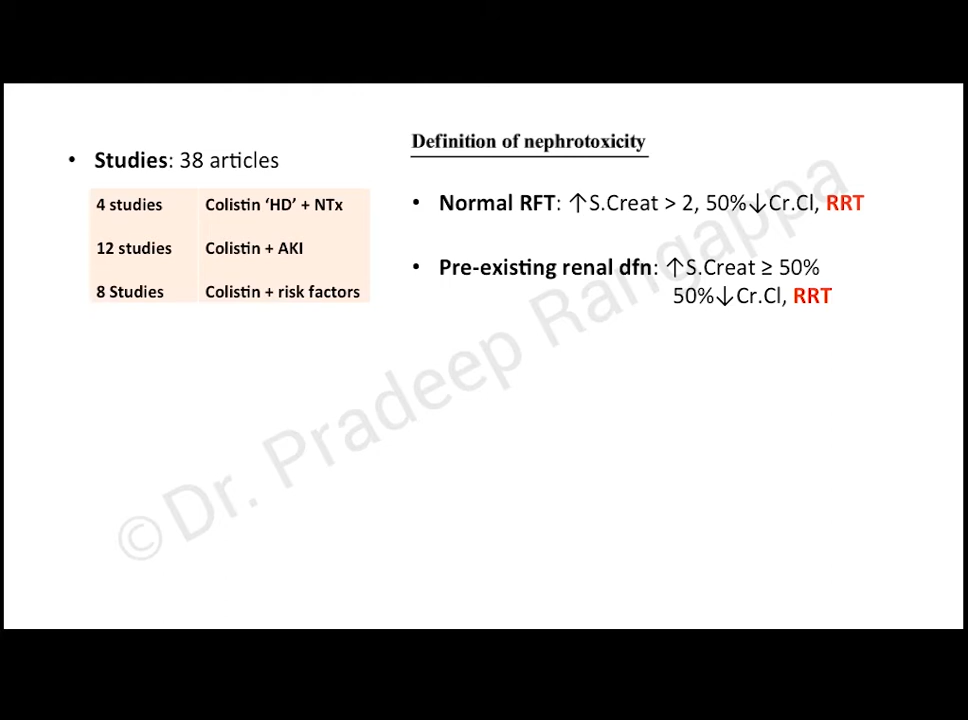 • Studies: 38 articles
4 studies Colistin ‘HD’ + NTx
12 studies Colistin + AKI
8 Studies Colistin + risk factors
Definition of nephrotoxicity
• Normal RFT: ↑S.Creat > 2, 50%↓Cr.Cl, RRT
• Pre-existing renal dfn: ↑S.Creat ≥ 50%
50%↓Cr.Cl, RRT
© Dr. Pradeep Rangappa